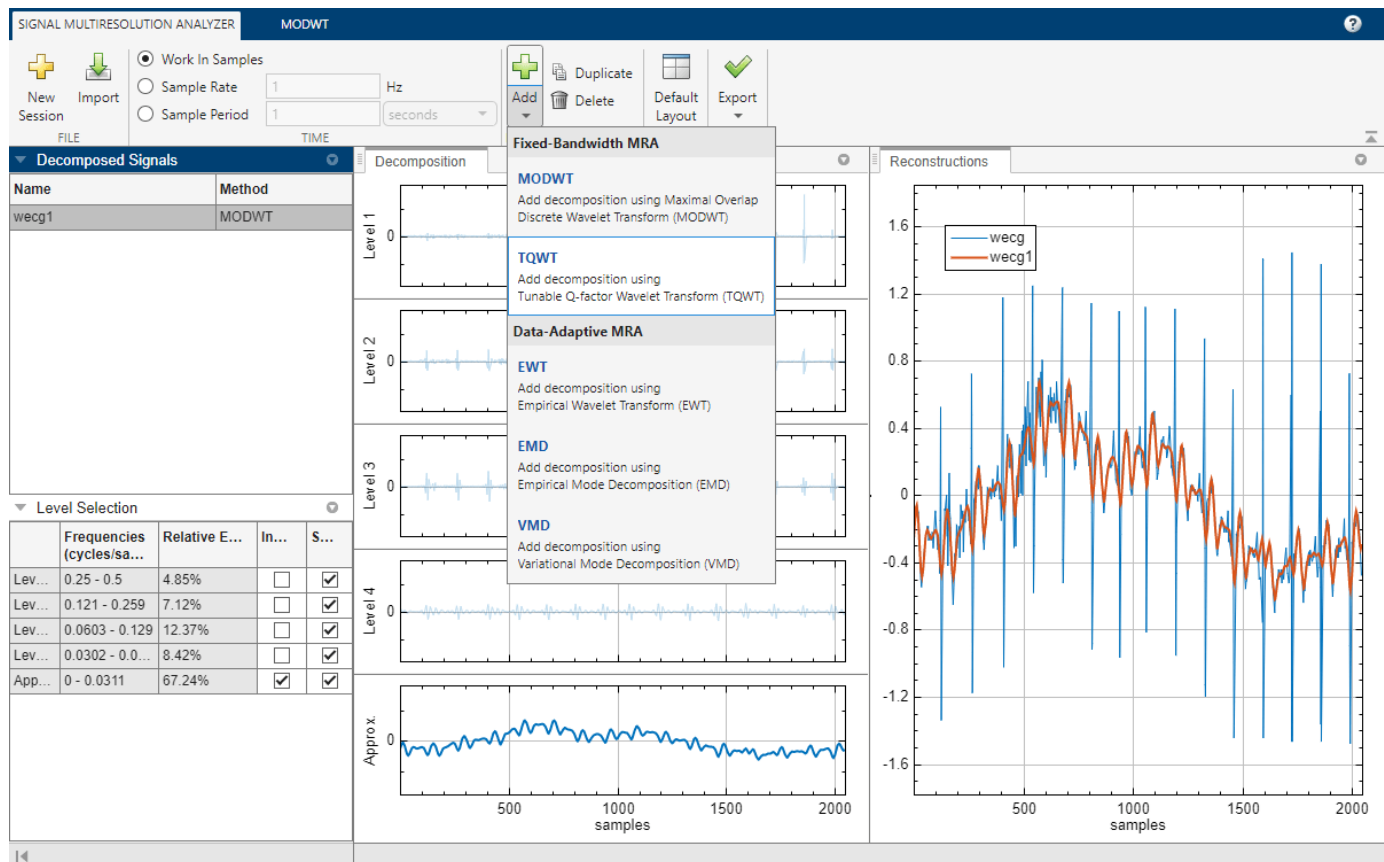 SIGNAL MULTIRESOLUTION ANALYZER
MODWT
?
New
Session
Import
FILE
Work In Samples
Sample Rate
1
Hz
Sample Period
1
seconds
TIME
Add
Duplicate
Delete
Default
Layout
Export
Fixed-Bandwidth MRA
MODWT
Add decomposition using Maximal Overlap
Discrete Wavelet Transform (MODWT)
TQWT
Add decomposition using
Tunable Q-factor Wavelet Transform (TQWT)
Data-Adaptive MRA
EWT
Add decomposition using
Empirical Wavelet Transform (EWT)
EMD
Add decomposition using
Empirical Mode Decomposition (EMD)
VMD
Add decomposition using
Variational Mode Decomposition (VMD)
Decomposed Signals
Name Method
wecg1 MODWT
Level Selection
Frequencies (cycles/sa... Relative E... In... S...
Lev... 0.25 - 0.5 4.85%
Lev... 0.121 - 0.259 7.12%
Lev... 0.0603 - 0.129 12.37%
Lev... 0.0302 - 0.0... 8.42%
App... 0 - 0.0311 67.24%
Decomposition
Level 1
0
Level 2
0
Level 3
0
Level 4
0
Approx.
0
500 1000 1500 2000
samples
Reconstructions
wecg
wecg1
1.6
1.2
0.8
0.4
0
-0.4
-0.8
-1.2
-1.6
500 1000 1500 2000
samples